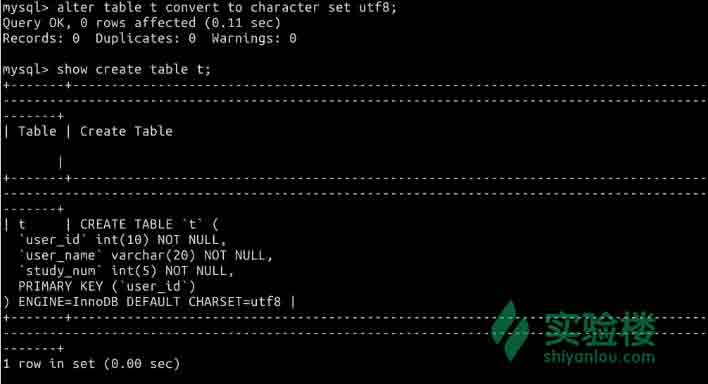 mysql> alter table t convert to character set utf8;
Query OK, 0 rows affected (0.11 sec)
Records: 0  Duplicates: 0  Warnings: 0
mysql> show create table t;
+-------+--------------------------------------------------------------------------------
----------------------------------------------------------------------------------------
-------+
| Table | Create Table
       |
+-------+--------------------------------------------------------------------------------
----------------------------------------------------------------------------------------
-------+
| t     | CREATE TABLE `t` (
  `user_id` int(10) NOT NULL,
  `user_name` varchar(20) NOT NULL,
  `study_num` int(5) NOT NULL,
  PRIMARY KEY (`user_id`)
) ENGINE=InnoDB DEFAULT CHARSET=utf8 |
+-------+--------------------------------------------------------------------------------
----------------------------------------------------------------------------------------
-------+
1 row in set (0.00 sec)
实验楼
shiyanlou.com